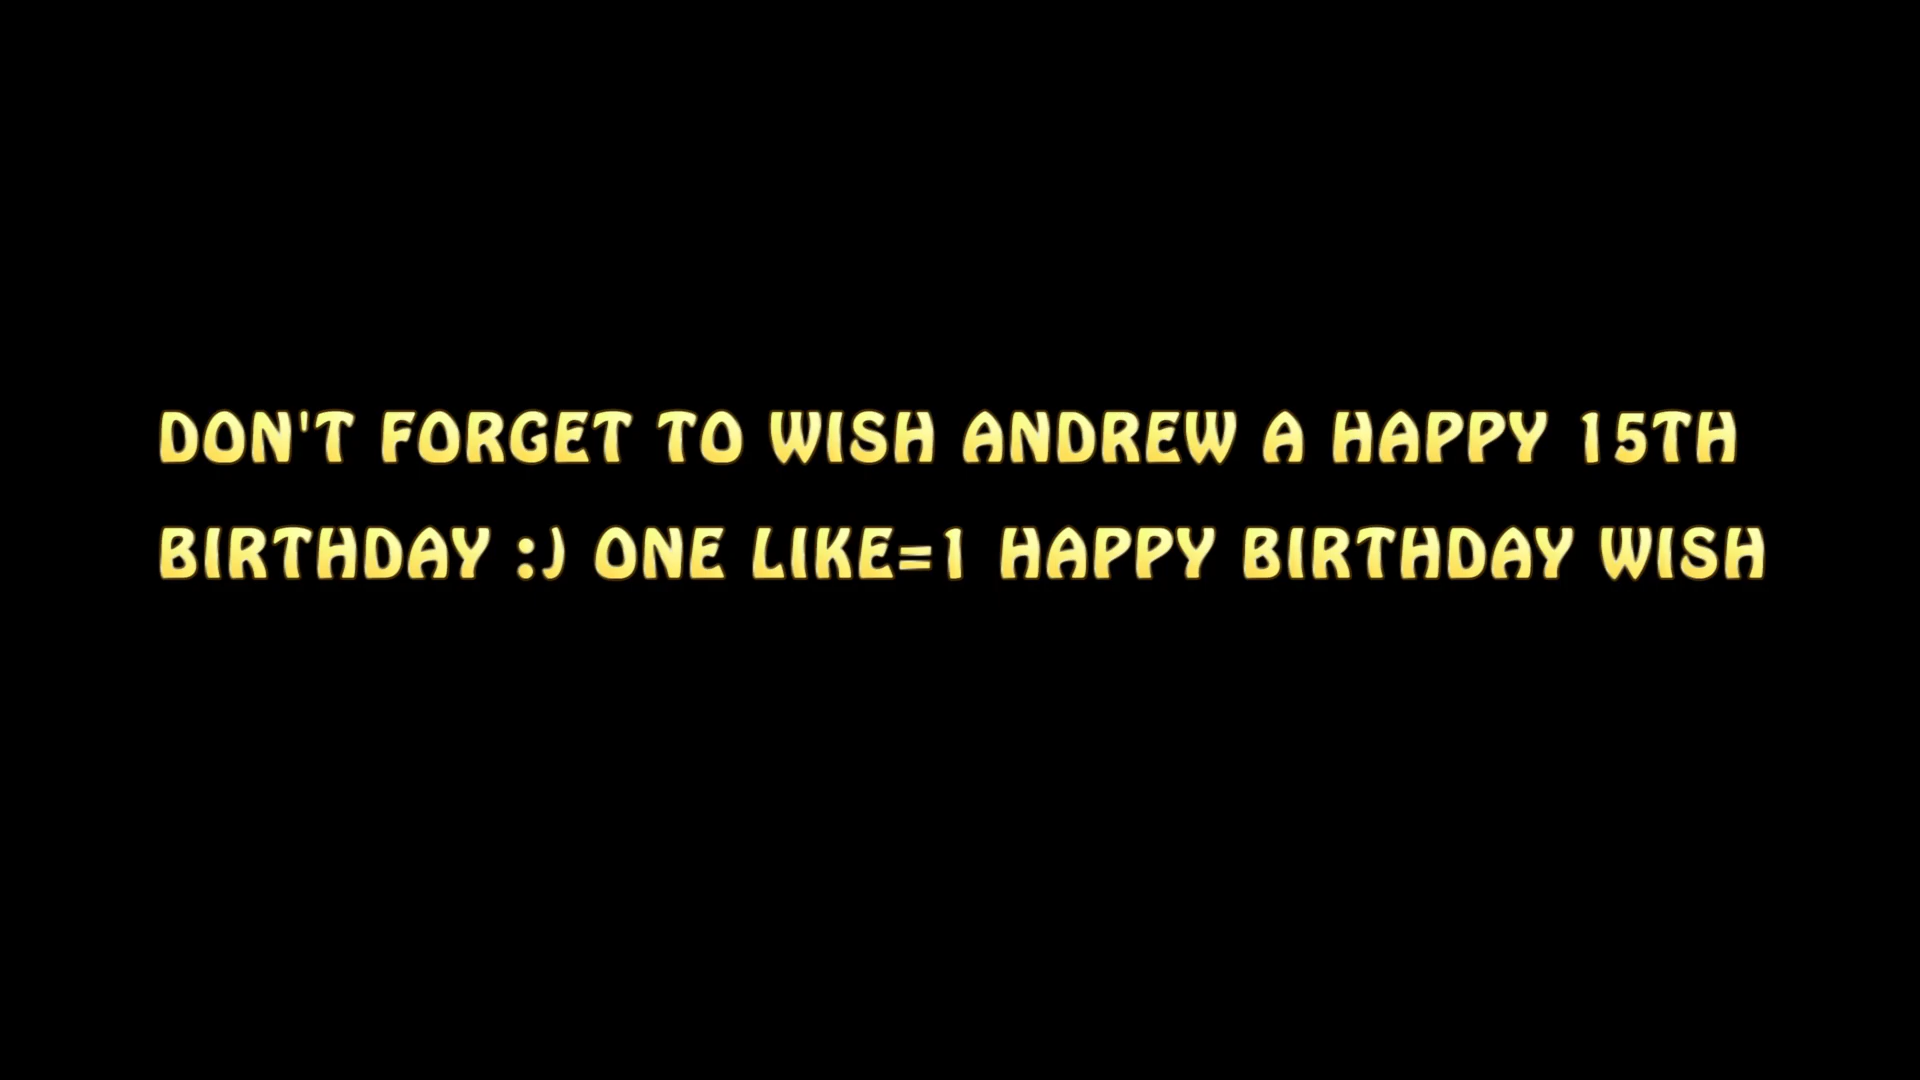 DON'T FORGET TO WISH ANDREW A HAPPY 15TH
BIRTHDAY :) ONE LIKE=1 HAPPY BIRTHDAY WISH